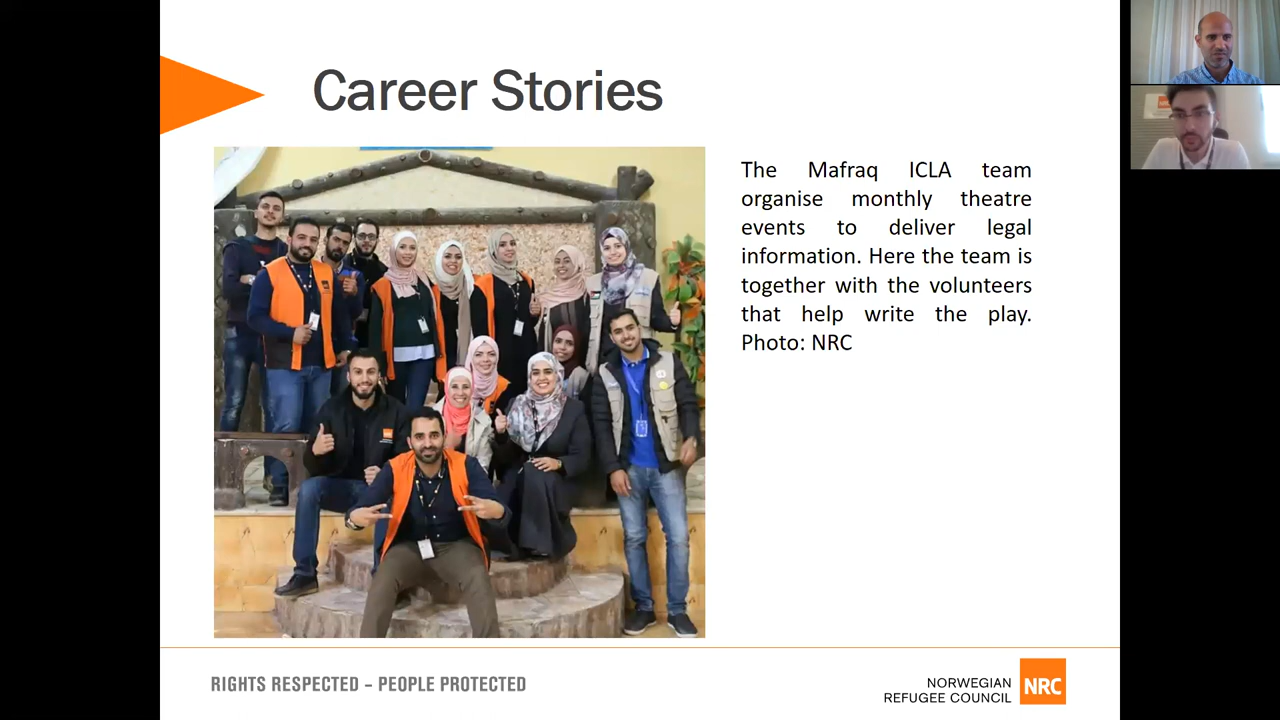 Career Stories
The Mafraq ICLA team
organise monthly theatre
events to deliver legal
information. Here the team is
together with the volunteers
that help write the play.
Photo: NRC
RIGHTS RESPECTED – PEOPLE PROTECTED
NORWEGIAN
REFUGEE COUNCIL
NRC